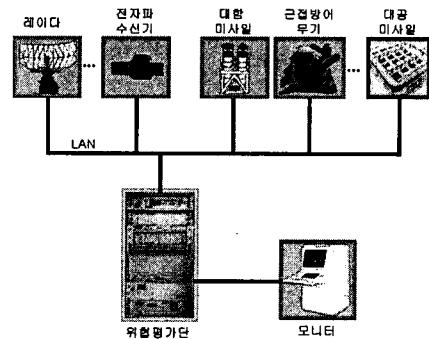 레이다
전자파
수신기
대함
미사일
근접방어
무기
대공
미사일
...
...
LAN
위협평가단
모니터